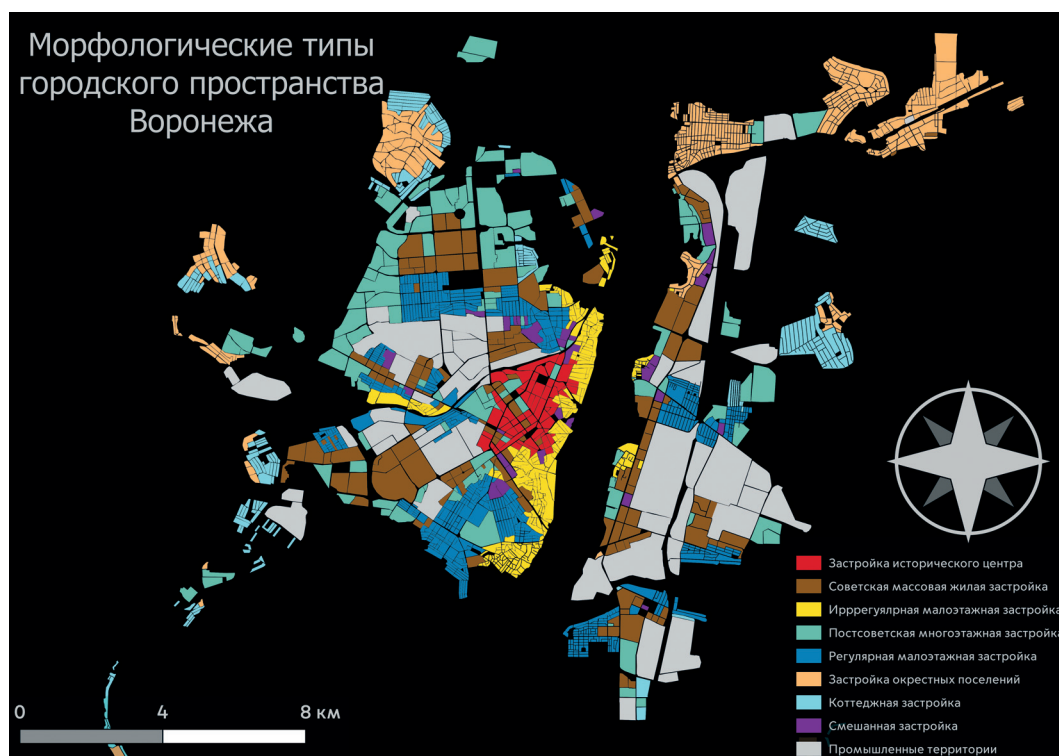 Морфологические типы
городского пространства
Воронежа
Застройка исторического центра
Советская массовая жилая застройка
Ирррегуялрная малоэтажная застройка
Постсоветская многоэтажная застройка
Регулярная малоэтажная застройка
Застройка окрестных поселений
Коттеджная застройка
Смешанная застройка
Промышленные территории
0 4 8 км